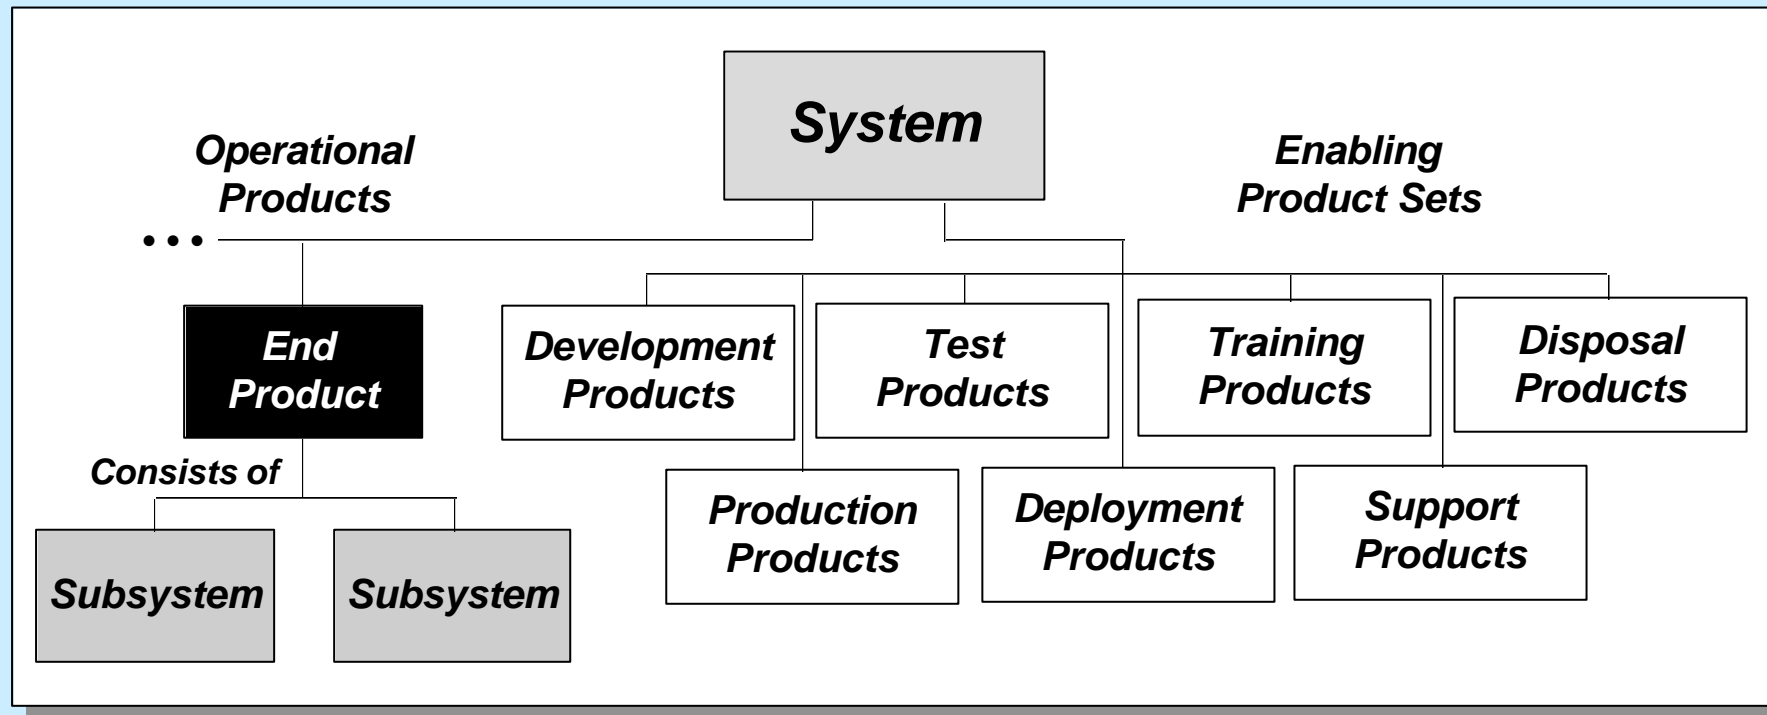 System
Operational
Products
Enabling
Product Sets
• • •
End
Product
Development
Products
Test
Products
Training
Products
Disposal
Products
Consists of
Subsystem
Subsystem
Production
Products
Deployment
Products
Support
Products